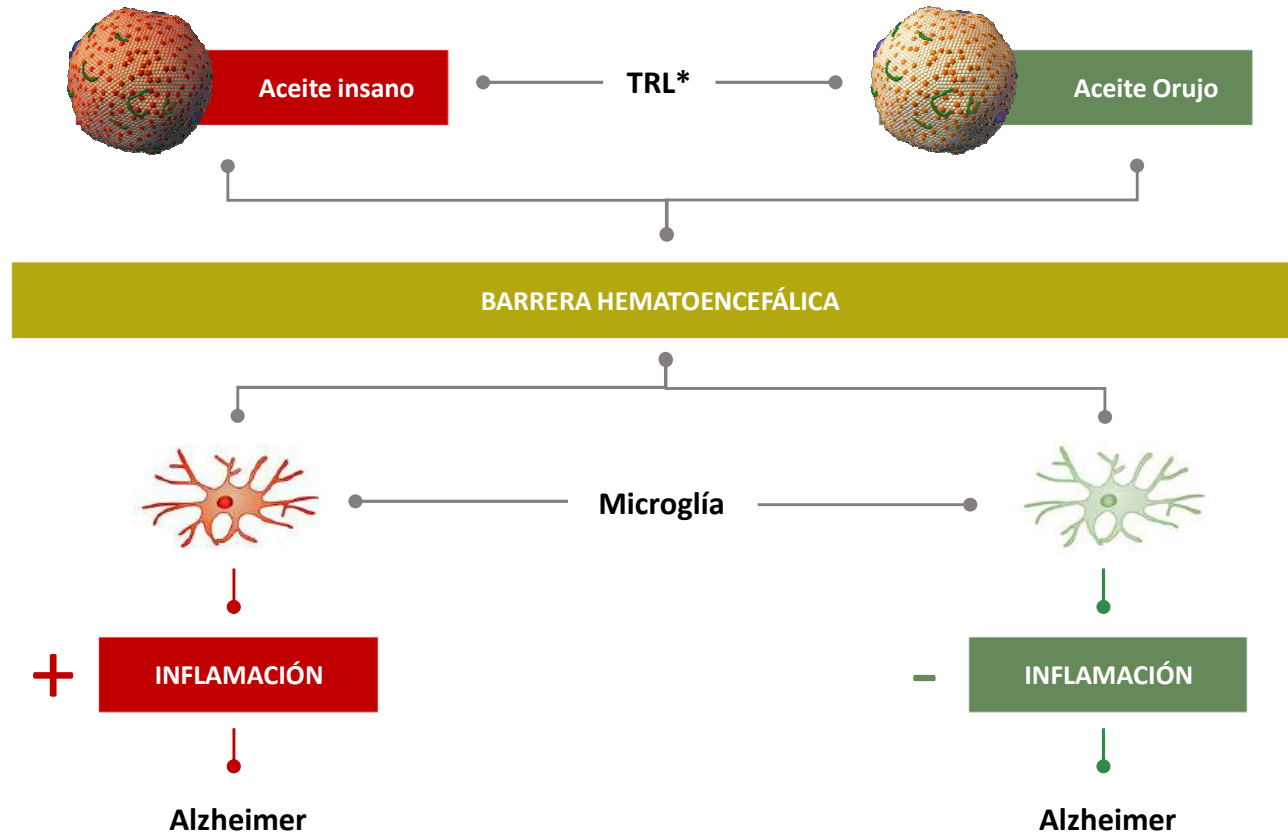 Aceite insano
TRL*
Aceite Orujo
BARRERA HEMATOENCEFÁLICA
Microglía
+
INFLAMACIÓN
-
INFLAMACIÓN
Alzheimer
Alzheimer